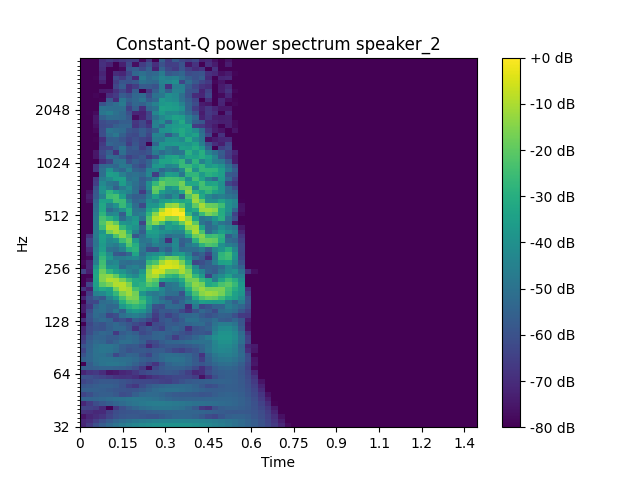 Constant-Q power spectrum speaker_2
Hz
2048
1024
512
256
128
64
32
0 0.15 0.3 0.45 0.6 0.75 0.9 1.1 1.2 1.4
Time
+0 dB
-10 dB
-20 dB
-30 dB
-40 dB
-50 dB
-60 dB
-70 dB
-80 dB